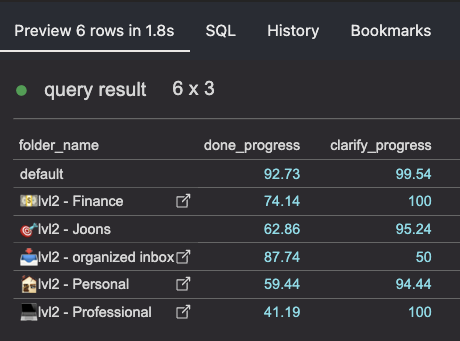 Preview 6 rows in 1.8s SQL History Bookmarks
query result 6 x 3
folder_name done_progress clarify_progress
default 92.73 99.54
💵lvl2 - Finance 74.14 100
🎯lvl2 - Joons 62.86 95.24
📥lvl2 - organized inbox 87.74 50
🏠lvl2 - Personal 59.44 94.44
💻lvl2 - Professional 41.19 100